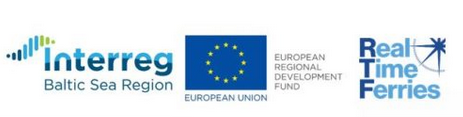 Interreg
Baltic Sea Region
EUROPEAN UNION
EUROPEAN
REGIONAL
DEVELOPMENT
FUND
Real
Time
Ferries